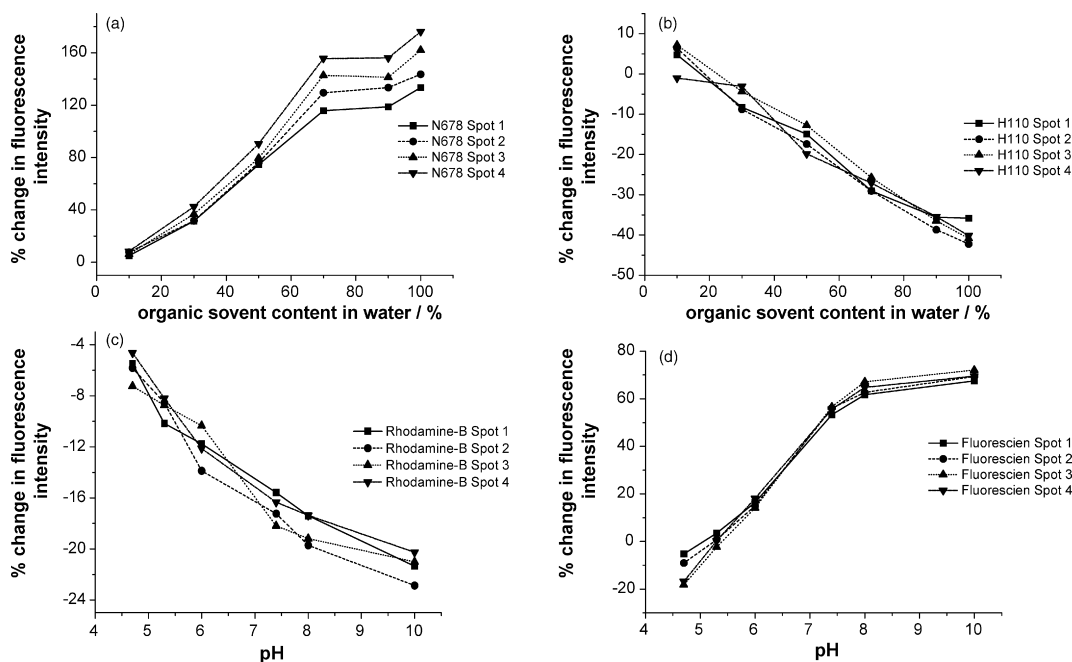 (a)
% change in fluorescence
intensity
160
120
80
40
0
N678 Spot 1
N678 Spot 2
N678 Spot 3
N678 Spot 4
0 20 40 60 80 100
organic sovent content in water / %
(b)
% change in fluorescence
intensity
10
0
-10
-20
-30
-40
-50
H110 Spot 1
H110 Spot 2
H110 Spot 3
H110 Spot 4
0 20 40 60 80 100
organic sovent content in water / %
(c)
% change in fluorescence
intensity
-4
-8
-12
-16
-20
-24
Rhodamine-B Spot 1
Rhodamine-B Spot 2
Rhodamine-B Spot 3
Rhodamine-B Spot 4
4 5 6 7 8 9 10
pH
(d)
% change in fluorescence
intensity
80
60
40
20
0
-20
Fluorescien Spot 1
Fluorescien Spot 2
Fluorescien Spot 3
Fluorescien Spot 4
4 5 6 7 8 9 10
pH